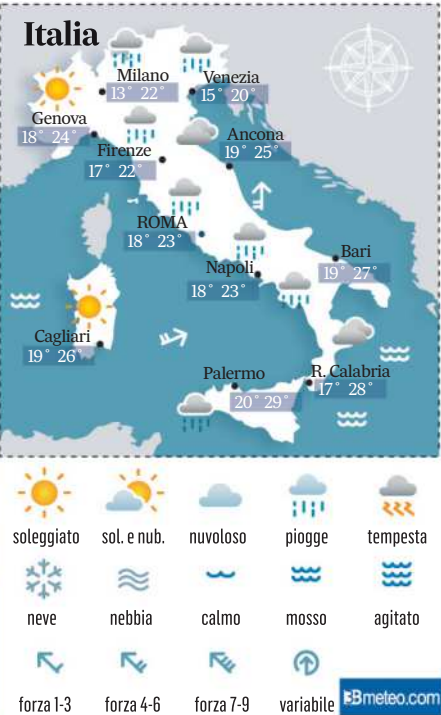 Italia
Milano
13° 22°
Venezia
15° 20°
Genova
18° 24°
Firenze
17° 22°
Ancona
19° 25°
ROMA
18° 23°
Napoli
18° 23°
Bari
19° 27°
Cagliari
19° 26°
Palermo
20° 29°
R. Calabria
17° 28°
soleggiato sol. e nub. nuvoloso piogge tempesta
neve nebbia calmo mosso agitato
forza 1-3 forza 4-6 forza 7-9 variabile
3Bmeteo.com